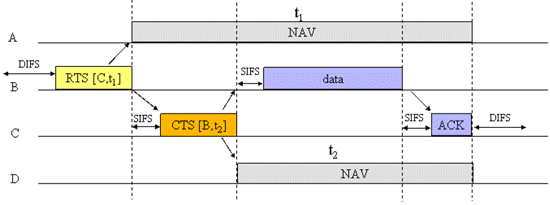 t1
A NAV
DIFS RTS [C,t1] SIFS data
B
SIFS CTS [B,t2] SIFS ACK DIFS
C
t2
D NAV